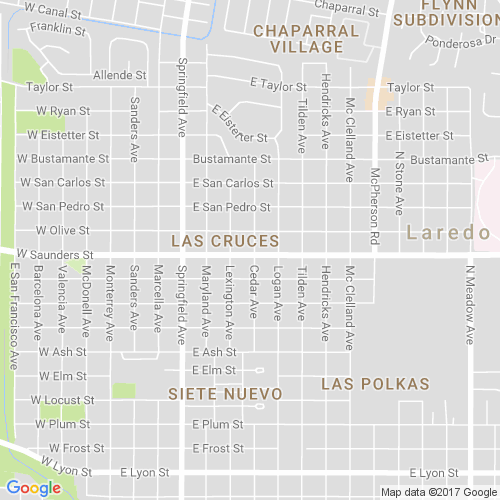 W Canal St
Franklin St
Chaparral St
FLYNN
SUBDIVISION
CHAPARRAL
VILLAGE
Ponderosa Dr
Allende St
Taylor St
E Taylor St
Taylor St
Springfield Ave
Sanders Ave
Tilden Ave
Hendricks Ave
Mc Clelland Ave
W Ryan St
E Ryan St
E Eistetter St
W Eistetter St
E Eistetter St
W Bustamante St
Bustamante St
Bustamante St
N Stone Ave
McPherson Rd
W San Carlos St
E San Carlos St
W San Pedro St
E San Pedro St
W Olive St
LAS CRUCES
Laredo
W Saunders St
E San Francisco Ave
Barcelona Ave
Valencia Ave
McDonell Ave
Monterrey Ave
Sanders Ave
Marcella Ave
Springfield Ave
Maryland Ave
Lexington Ave
Cedar Ave
Logan Ave
Tilden Ave
Hendricks Ave
Mc Clelland Ave
N Meadow Ave
W Ash St
E Ash St
W Elm St
E Elm St
SIETE NUEVO
LAS POLKAS
W Locust St
W Plum St
E Plum St
W Frost St
E Frost St
W Lyon St
E Lyon St
E Lyon St
Google
Map data ©2017 Google